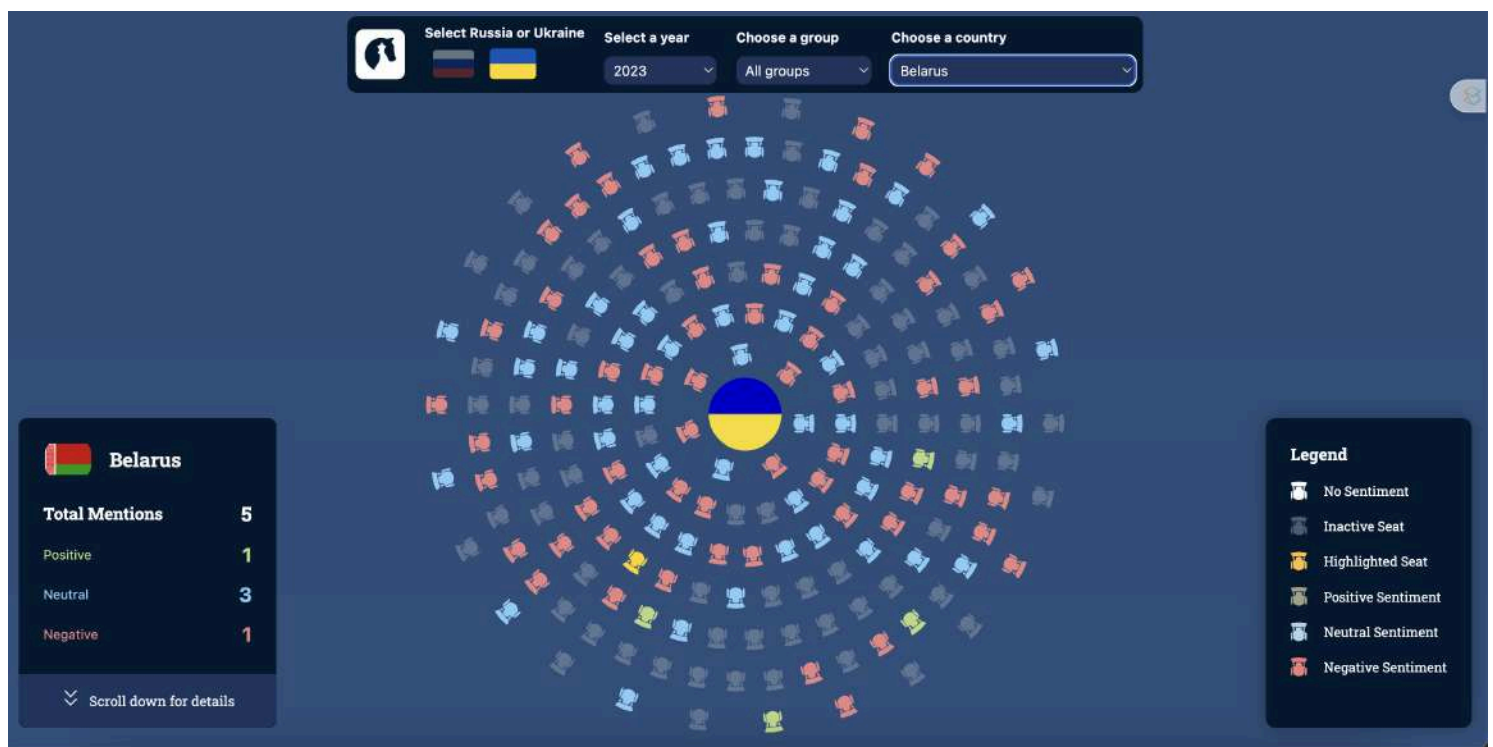 Select Russia or Ukraine
Select a year
Choose a group
Choose a country
2023
All groups
Belarus
Belarus
Total Mentions 5
Positive 1
Neutral 3
Negative 1
Scroll down for details
Legend
No Sentiment
Inactive Seat
Highlighted Seat
Positive Sentiment
Neutral Sentiment
Negative Sentiment